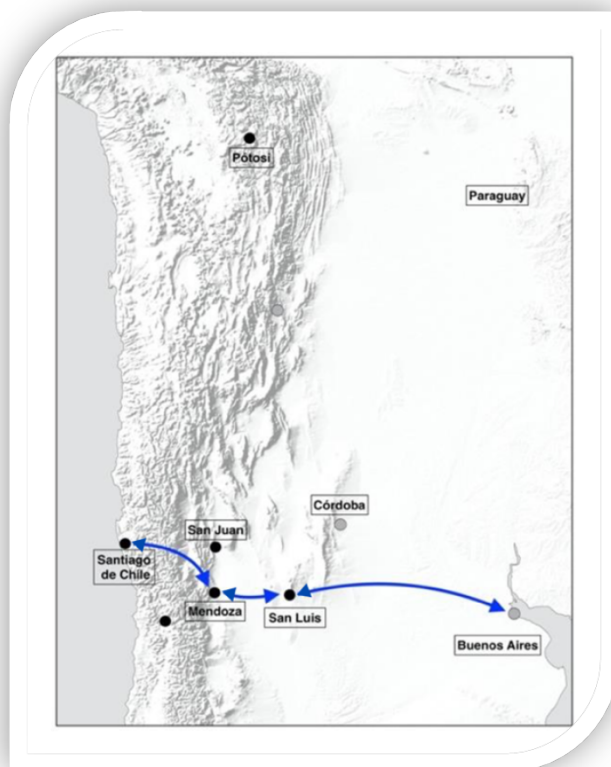 Pótosi
Paraguay
Córdoba
San Juan
Santiago
de Chile
Mendoza
San Luis
Buenos Aires